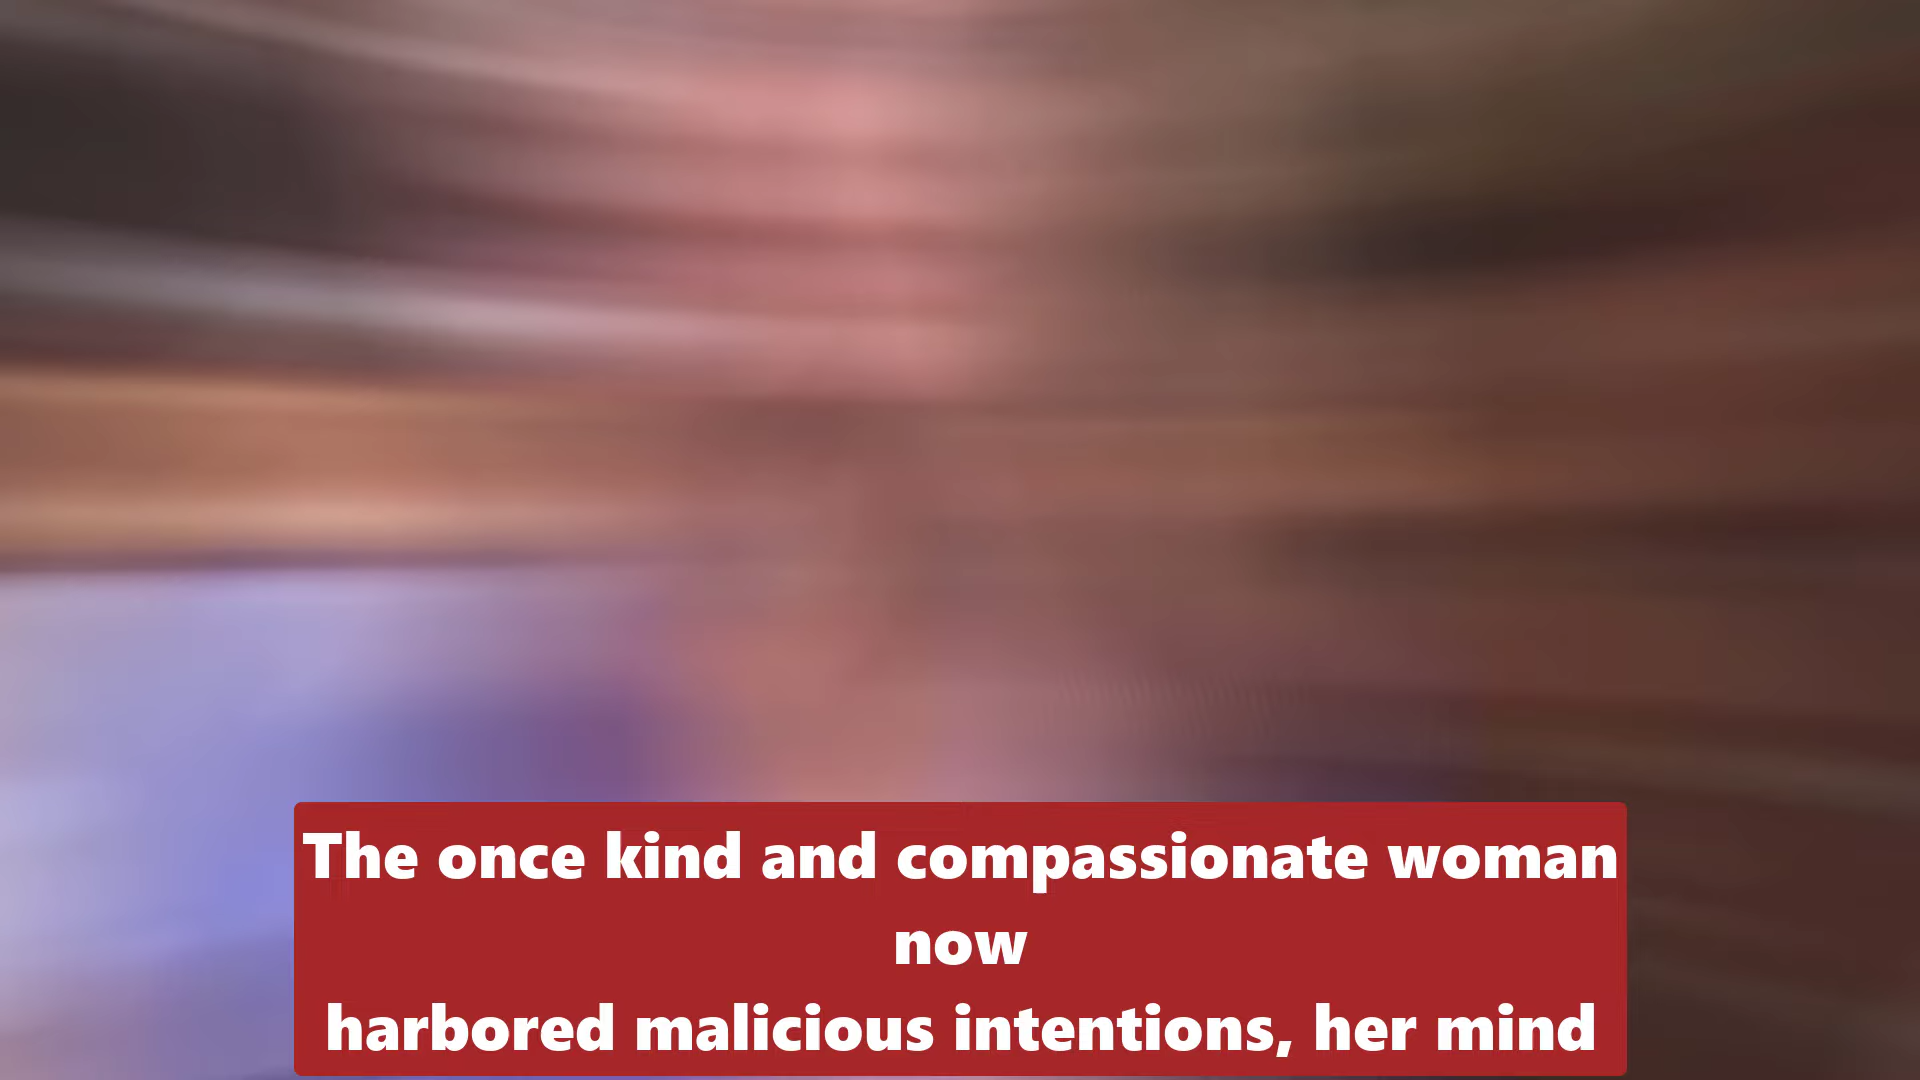 The once kind and compassionate woman
now
harbored malicious intentions, her mind